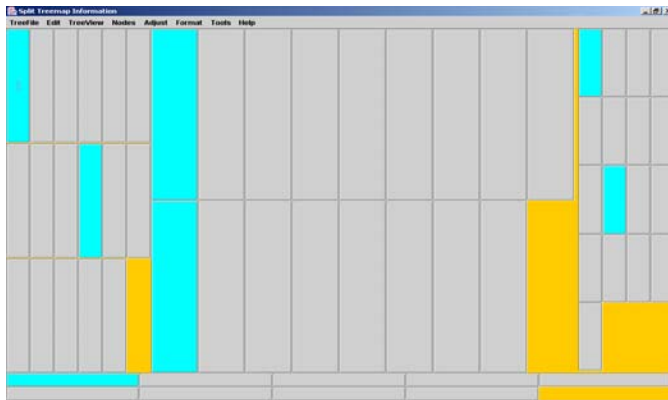 Split Treemap Information
TreeFile Edit TreeView Nodes Adjust Format Tools Help